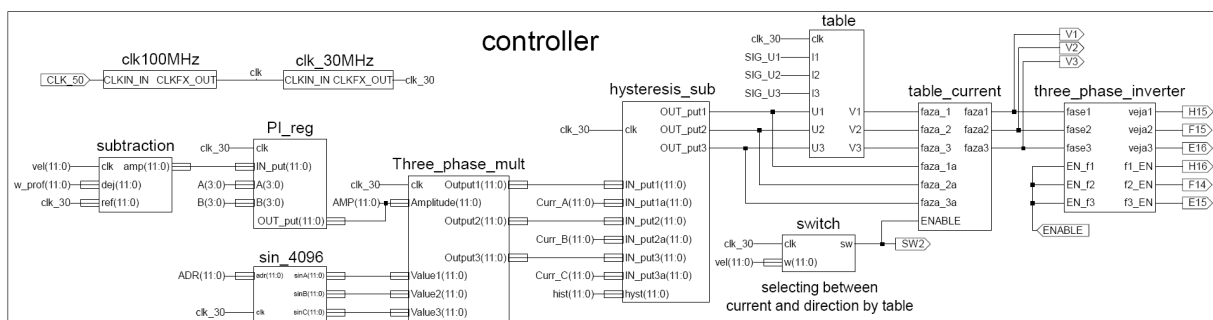 controller
clk100MHz
CLK_50 CLKIN_IN CLKFX_OUT clk
clk_30MHz
CLKIN_IN CLKFX_OUT clk_30
subtraction
vel(11:0) clk amp(11:0)
w_prof(11:0) dej(11:0)
clk_30 ref(11:0)
PI_reg
clk_30 clk
IN_put(11:0)
A(3:0) A(3:0)
B(3:0) B(3:0)
OUT_put(11:0)
sin_4096
ADR(11:0) adr(11:0) sinA(11:0)
sinB(11:0)
clk_30 clk sinC(11:0)
Three_phase_mult
clk_30 clk Output1(11:0)
AMP(11:0) Amplitude(11:0)
Output2(11:0)
Output3(11:0)
Value1(11:0)
Value2(11:0)
Value3(11:0)
hysteresis_sub
OUT_put1
clk_30 clk OUT_put2
OUT_put3
IN_put1(11:0)
Curr_A(11:0) IN_put1a(11:0)
IN_put2(11:0)
Curr_B(11:0) IN_put2a(11:0)
IN_put3(11:0)
Curr_C(11:0) IN_put3a(11:0)
hist(11:0) hyst(11:0)
table
clk_30 clk
SIG_U1 I1
SIG_U2 I2
SIG_U3 I3
U1 V1
U2 V2
U3 V3
switch
clk_30 clk sw
vel(11:0) w(11:0)
SW2
selecting between
current and direction by table
table_current
faza_1 faza1
faza_2 faza2
faza_3 faza3
faza_1a
faza_2a
faza_3a
ENABLE
V1
V2
V3
three_phase_inverter
fase1 veja1 H15
fase2 veja2 F15
fase3 veja3 E16
EN_f1 f1_EN H16
EN_f2 f2_EN F14
EN_f3 f3_EN E15
ENABLE